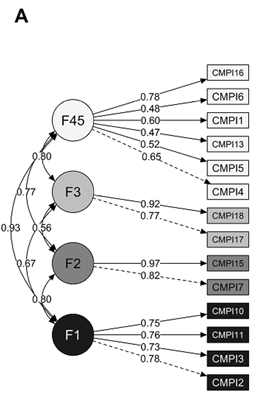 A
CMPI16
CMPI6
0.78
0.48
F45
0.60
CMPI1
0.47
CMPI13
0.52
0.65
CMPI5
0.80
CMPI4
F3
0.77
0.92
CMPI18
0.77
CMPI17
0.93
0.56
F2
0.97
CMPI15
0.67
0.82
CMPI7
0.80
CMPI10
0.75
F1
0.76
CMPI11
0.73
CMPI3
0.78
CMPI2